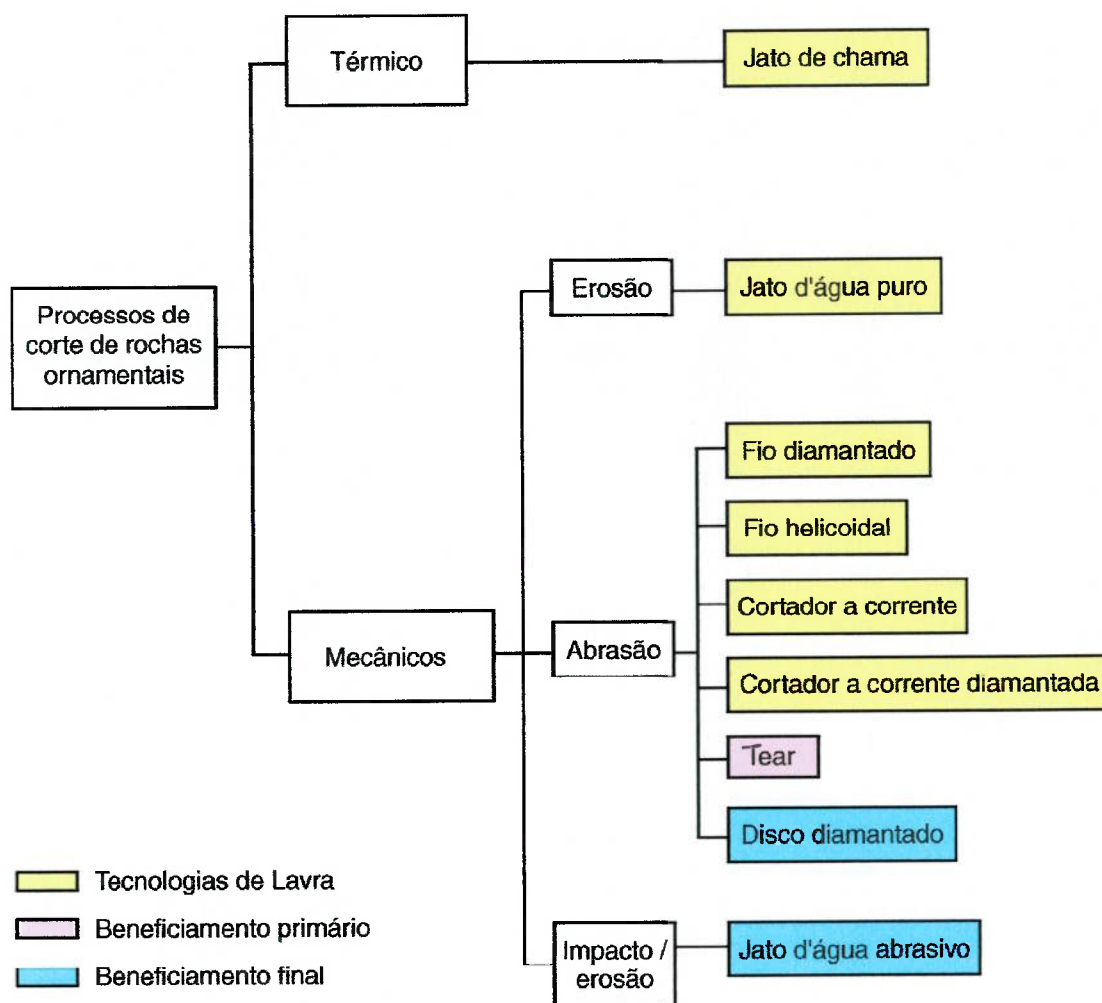 Térmico
Jato de chama
Processos de
corte de rochas
ornamentais
Erosão
Jato d'água puro
Fio diamantado
Fio helicoidal
Cortador a corrente
Mecânicos
Abrasão
Cortador a corrente diamantada
Tear
Disco diamantado
Tecnologias de Lavra
Beneficiamento primário
Beneficiamento final
Impacto /
erosão
Jato d'água abrasivo